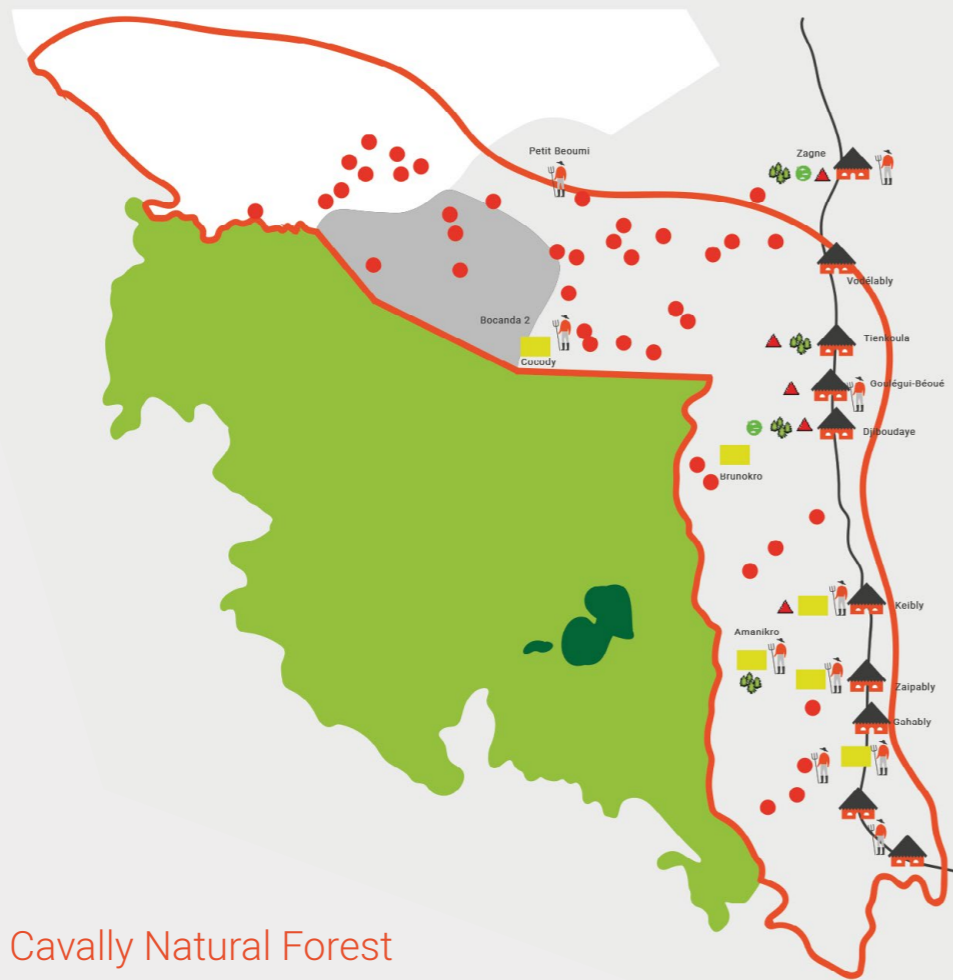 Petit Beoumi
Zagne
Vodélably
Bocanda 2
Cocody
Tienkoula
Goulégui-Béoué
Djiboudaye
Brunokro
Keibly
Amanikro
Zaipably
Gahably
Cavally Natural Forest